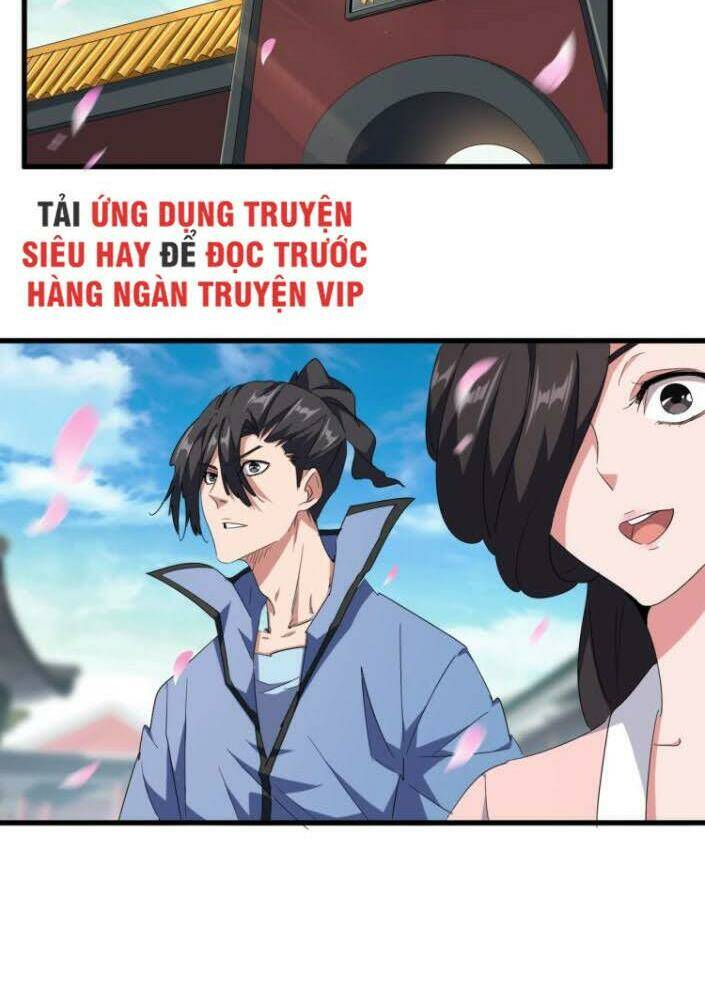 TẢI ỨNG DỤNG TRUYỆN
SIÊU HAY ĐỂ ĐỌC TRƯỚC
HÀNG NGÀN TRUYỆN VIP